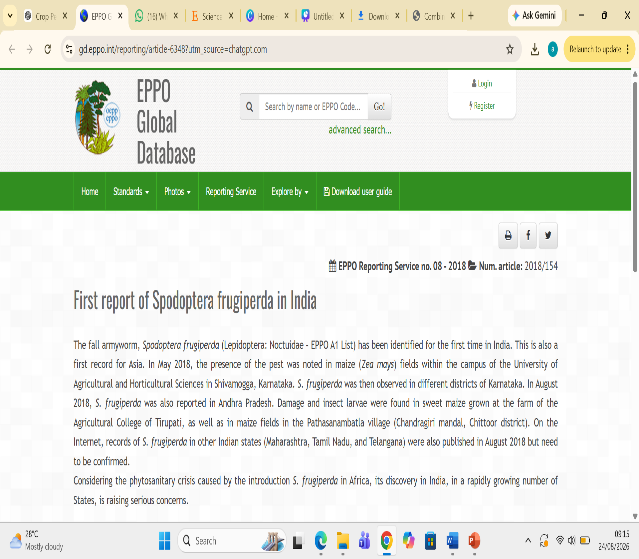 Crop P
EPPO G
(18) W
Science
Home
Untitle
Downlo
Combin
Ask Gemini
gd.eppo.int/reporting/article-6348?utm_source=chatgpt.com
Relaunch to update
EPPO
Global
Database
oepp
eppo
Search by name or EPPO Code...
Go!
advanced search...
Login
Register
Home
Standards
Photos
Reporting Service
Explore by
Download user guide
EPPO Reporting Service no. 08 - 2018 Num. article: 2018/154
First report of Spodoptera frugiperda in India
The fall armyworm, Spodoptera frugiperda (Lepidoptera: Noctuidae - EPPO A1 List) has been identified for the first time in India. This is also a
first record for Asia. In May 2018, the presence of the pest was noted in maize (Zea mays) fields within the campus of the University of
Agricultural and Horticultural Sciences in Shivamogga, Karnataka. S. frugiperda was then observed in different districts of Karnataka. In August
2018, S. frugiperda was also reported in Andhra Pradesh. Damage and insect larvae were found in sweet maize grown at the farm of the
Agricultural College of Tirupati, as well as in maize fields in the Pathasanambatla village (Chandragiri mandal, Chittoor district). On the
Internet, records of S. frugiperda in other Indian states (Maharashtra, Tamil Nadu, and Telangana) were also published in August 2018 but need
to be confirmed.
Considering the phytosanitary crisis caused by the introduction S. frugiperda in Africa, its discovery in India, in a rapidly growing number of
States, is raising serious concerns.
28°C
Mostly cloudy
Search
09:15
24/08/2026